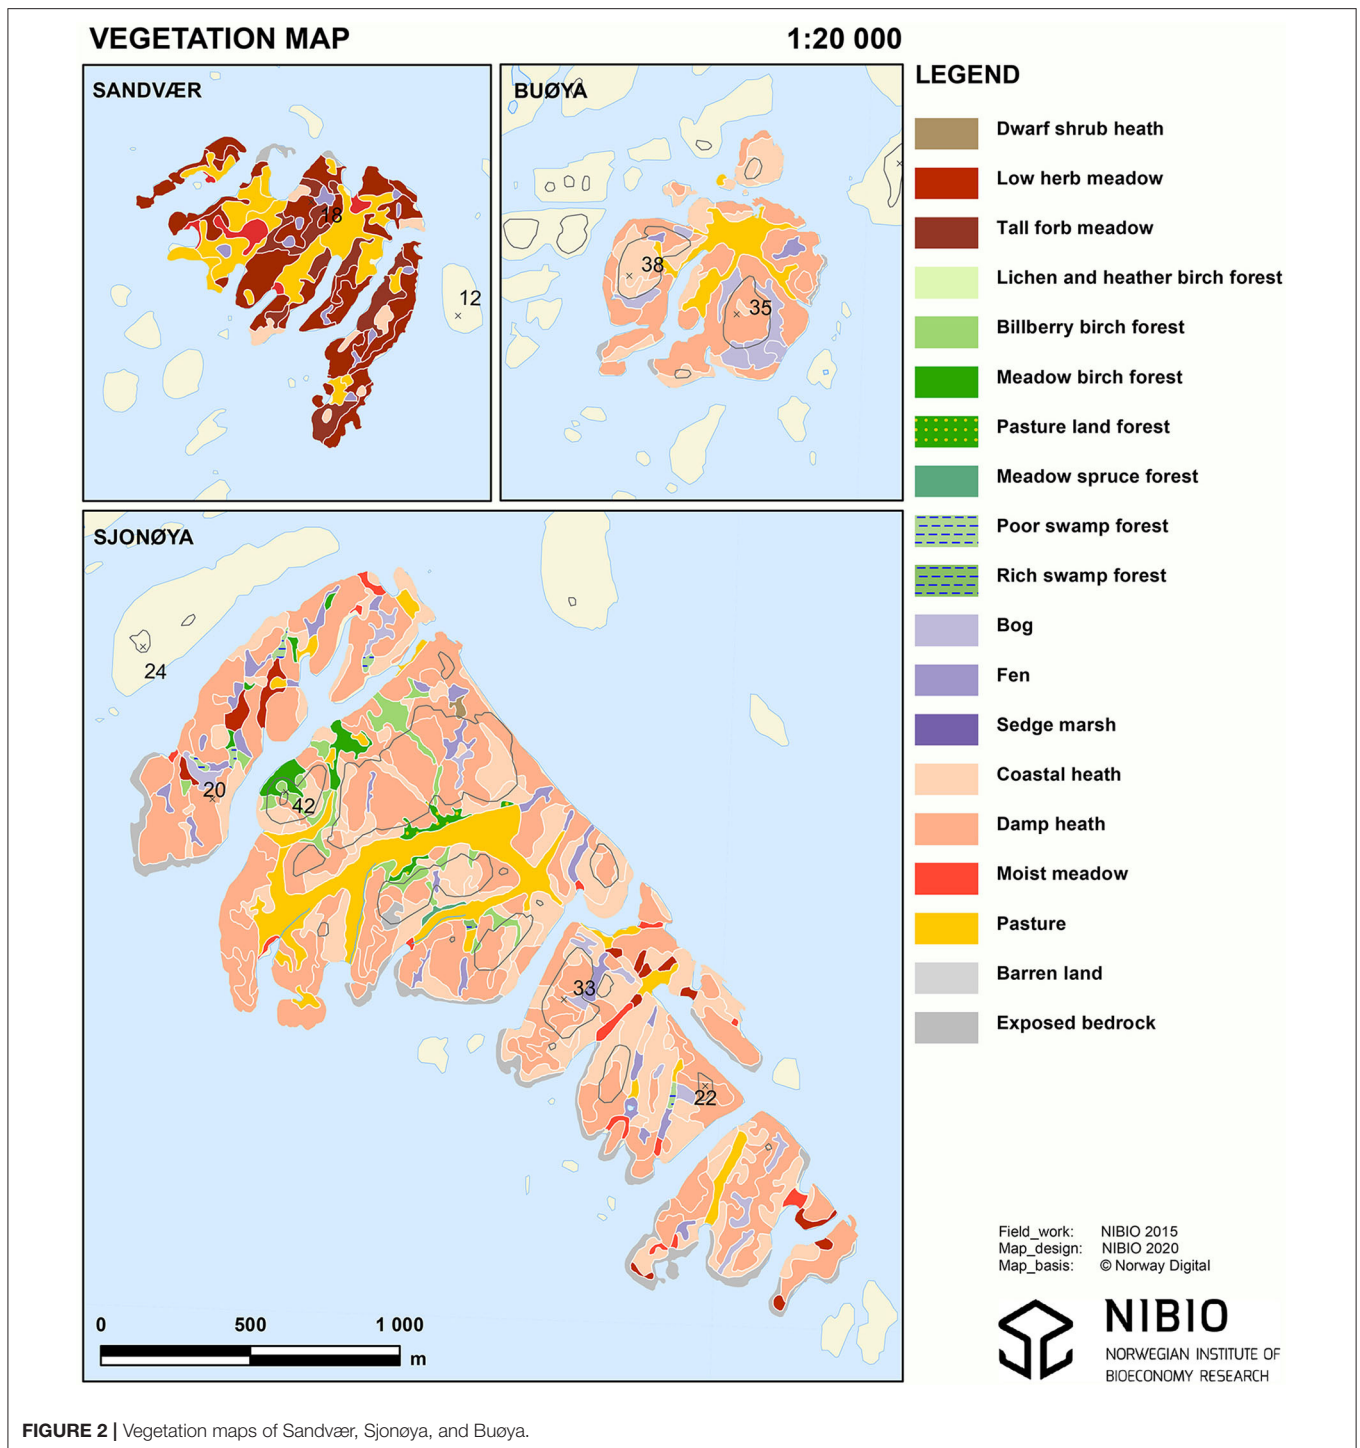 VEGETATION MAP
1:20 000
SANDVÆR
18
12
BUØYA
38
35
SJONØYA
24
20
42
33
22
0 500 1 000
m
LEGEND
Dwarf shrub heath
Low herb meadow
Tall forb meadow
Lichen and heather birch forest
Billberry birch forest
Meadow birch forest
Pasture land forest
Meadow spruce forest
Poor swamp forest
Rich swamp forest
Bog
Fen
Sedge marsh
Coastal heath
Damp heath
Moist meadow
Pasture
Barren land
Exposed bedrock
Field_work: NIBIO 2015
Map_design: NIBIO 2020
Map_basis: © Norway Digital
NIBIO
NORWEGIAN INSTITUTE OF
BIOECONOMY RESEARCH
FIGURE 2 | Vegetation maps of Sandvær, Sjonøya, and Buøya.